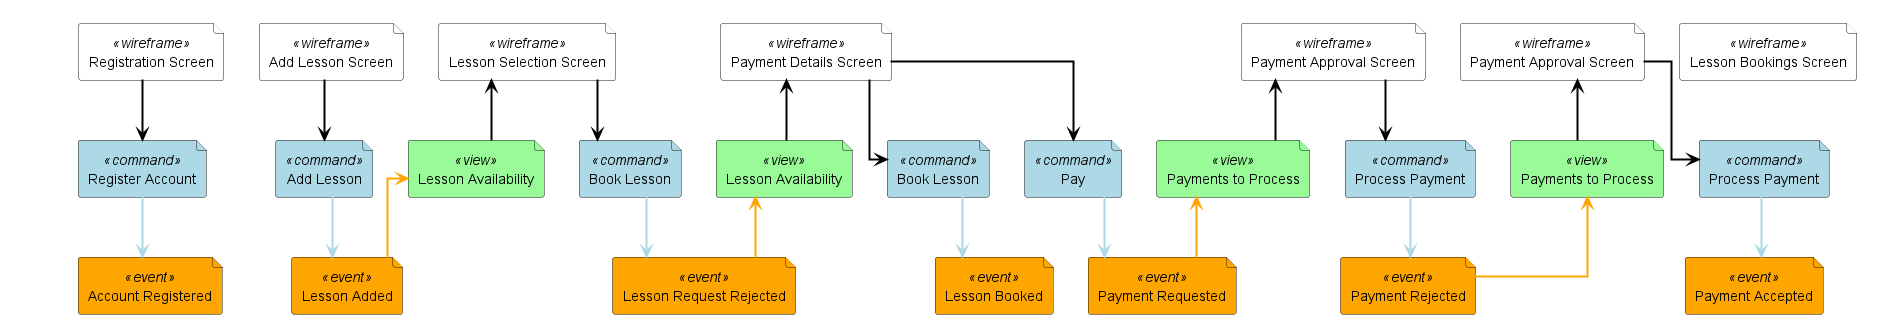 «wireframe»
Registration Screen
«wireframe»
Add Lesson Screen
«wireframe»
Lesson Selection Screen
«wireframe»
Payment Details Screen
«wireframe»
Payment Approval Screen
«wireframe»
Payment Approval Screen
«wireframe»
Lesson Bookings Screen
«command»
Register Account
«command»
Add Lesson
«view»
Lesson Availability
«command»
Book Lesson
«view»
Lesson Availability
«command»
Book Lesson
«command»
Pay
«view»
Payments to Process
«command»
Process Payment
«view»
Payments to Process
«command»
Process Payment
«event»
Account Registered
«event»
Lesson Added
«event»
Lesson Request Rejected
«event»
Lesson Booked
«event»
Payment Requested
«event»
Payment Rejected
«event»
Payment Accepted